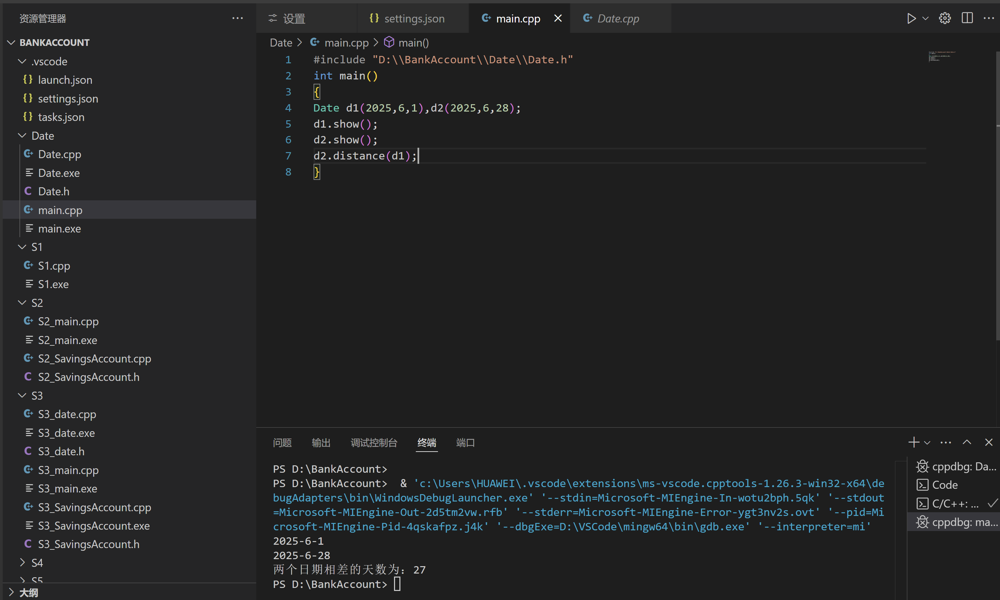 资源管理器
BANKACCOUNT
.vscode
launch.json
settings.json
tasks.json
Date
Date.cpp
Date.exe
Date.h
main.cpp
main.exe
S1
S1.cpp
S1.exe
S2
S2_main.cpp
S2_main.exe
S2_SavingsAccount.cpp
S2_SavingsAccount.h
S3
S3_date.cpp
S3_date.exe
S3_date.h
S3_main.cpp
S3_main.exe
S3_SavingsAccount.cpp
S3_SavingsAccount.exe
S3_SavingsAccount.h
S4
S5
大纲
设置 settings.json main.cpp Date.cpp
Date > main.cpp > main()
1 #include "D:\\BankAccount\\Date\\Date.h"
2 int main()
3 {
4 Date d1(2025,6,1),d2(2025,6,28);
5 d1.show();
6 d2.show();
7 d2.distance(d1);
8 }
问题 输出 调试控制台 终端 端口
PS D:\BankAccount>
PS D:\BankAccount>  & 'c:\Users\HUAWEI\.vscode\extensions\ms-vscode.cpptools-1.26.3-win32-x64\de
bugAdapters\bin\WindowsDebugLauncher.exe' '--stdin=Microsoft-MIEngine-In-wotu2bph.5qk' '--stdout
=Microsoft-MIEngine-Out-2d5tm2vw.rfb' '--stderr=Microsoft-MIEngine-Error-ygt3nv2s.ovt' '--pid=Mi
crosoft-MIEngine-Pid-4qskafpz.j4k' '--dbgExe=D:\VSCode\mingw64\bin\gdb.exe' '--interpreter=mi'
2025-6-1
2025-6-28
两个日期相差的天数为：27
PS D:\BankAccount>
cppdbg: Da...
Code
C/C++: ...
cppdbg: ma...